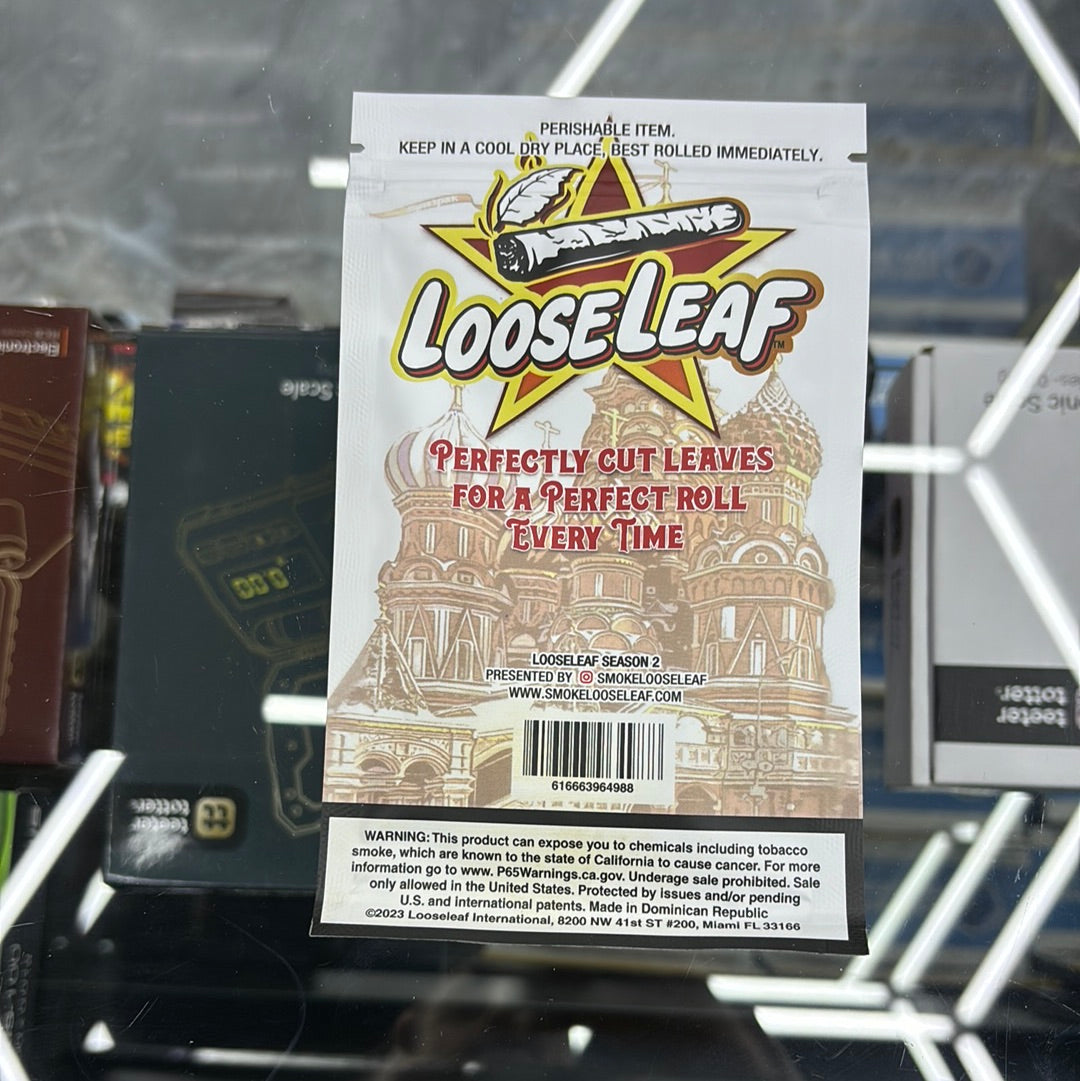 PERISHABLE ITEM.
KEEP IN A COOL DRY PLACE, BEST ROLLED IMMEDIATELY.
LOOSELEAF™
PERFECTLY CUT LEAVES
FOR A PERFECT ROLL
EVERY TIME
LOOSELEAF SEASON 2
PRESENTED BY SMOKELOOSELEAF
WWW.SMOKELOOSELEAF.COM
616663964988
WARNING: This product can expose you to chemicals including tobacco
smoke, which are known to the state of California to cause cancer. For more
information go to www. P65Warnings.ca.gov. Underage sale prohibited. Sale
only allowed in the United States. Protected by issues and/or pending
U.S. and international patents. Made in Dominican Republic
©2023 Looseleaf International, 8200 NW 41st ST #200, Miami FL 33166
Scale
000
tt
teeter
totter.
teeter
totter.